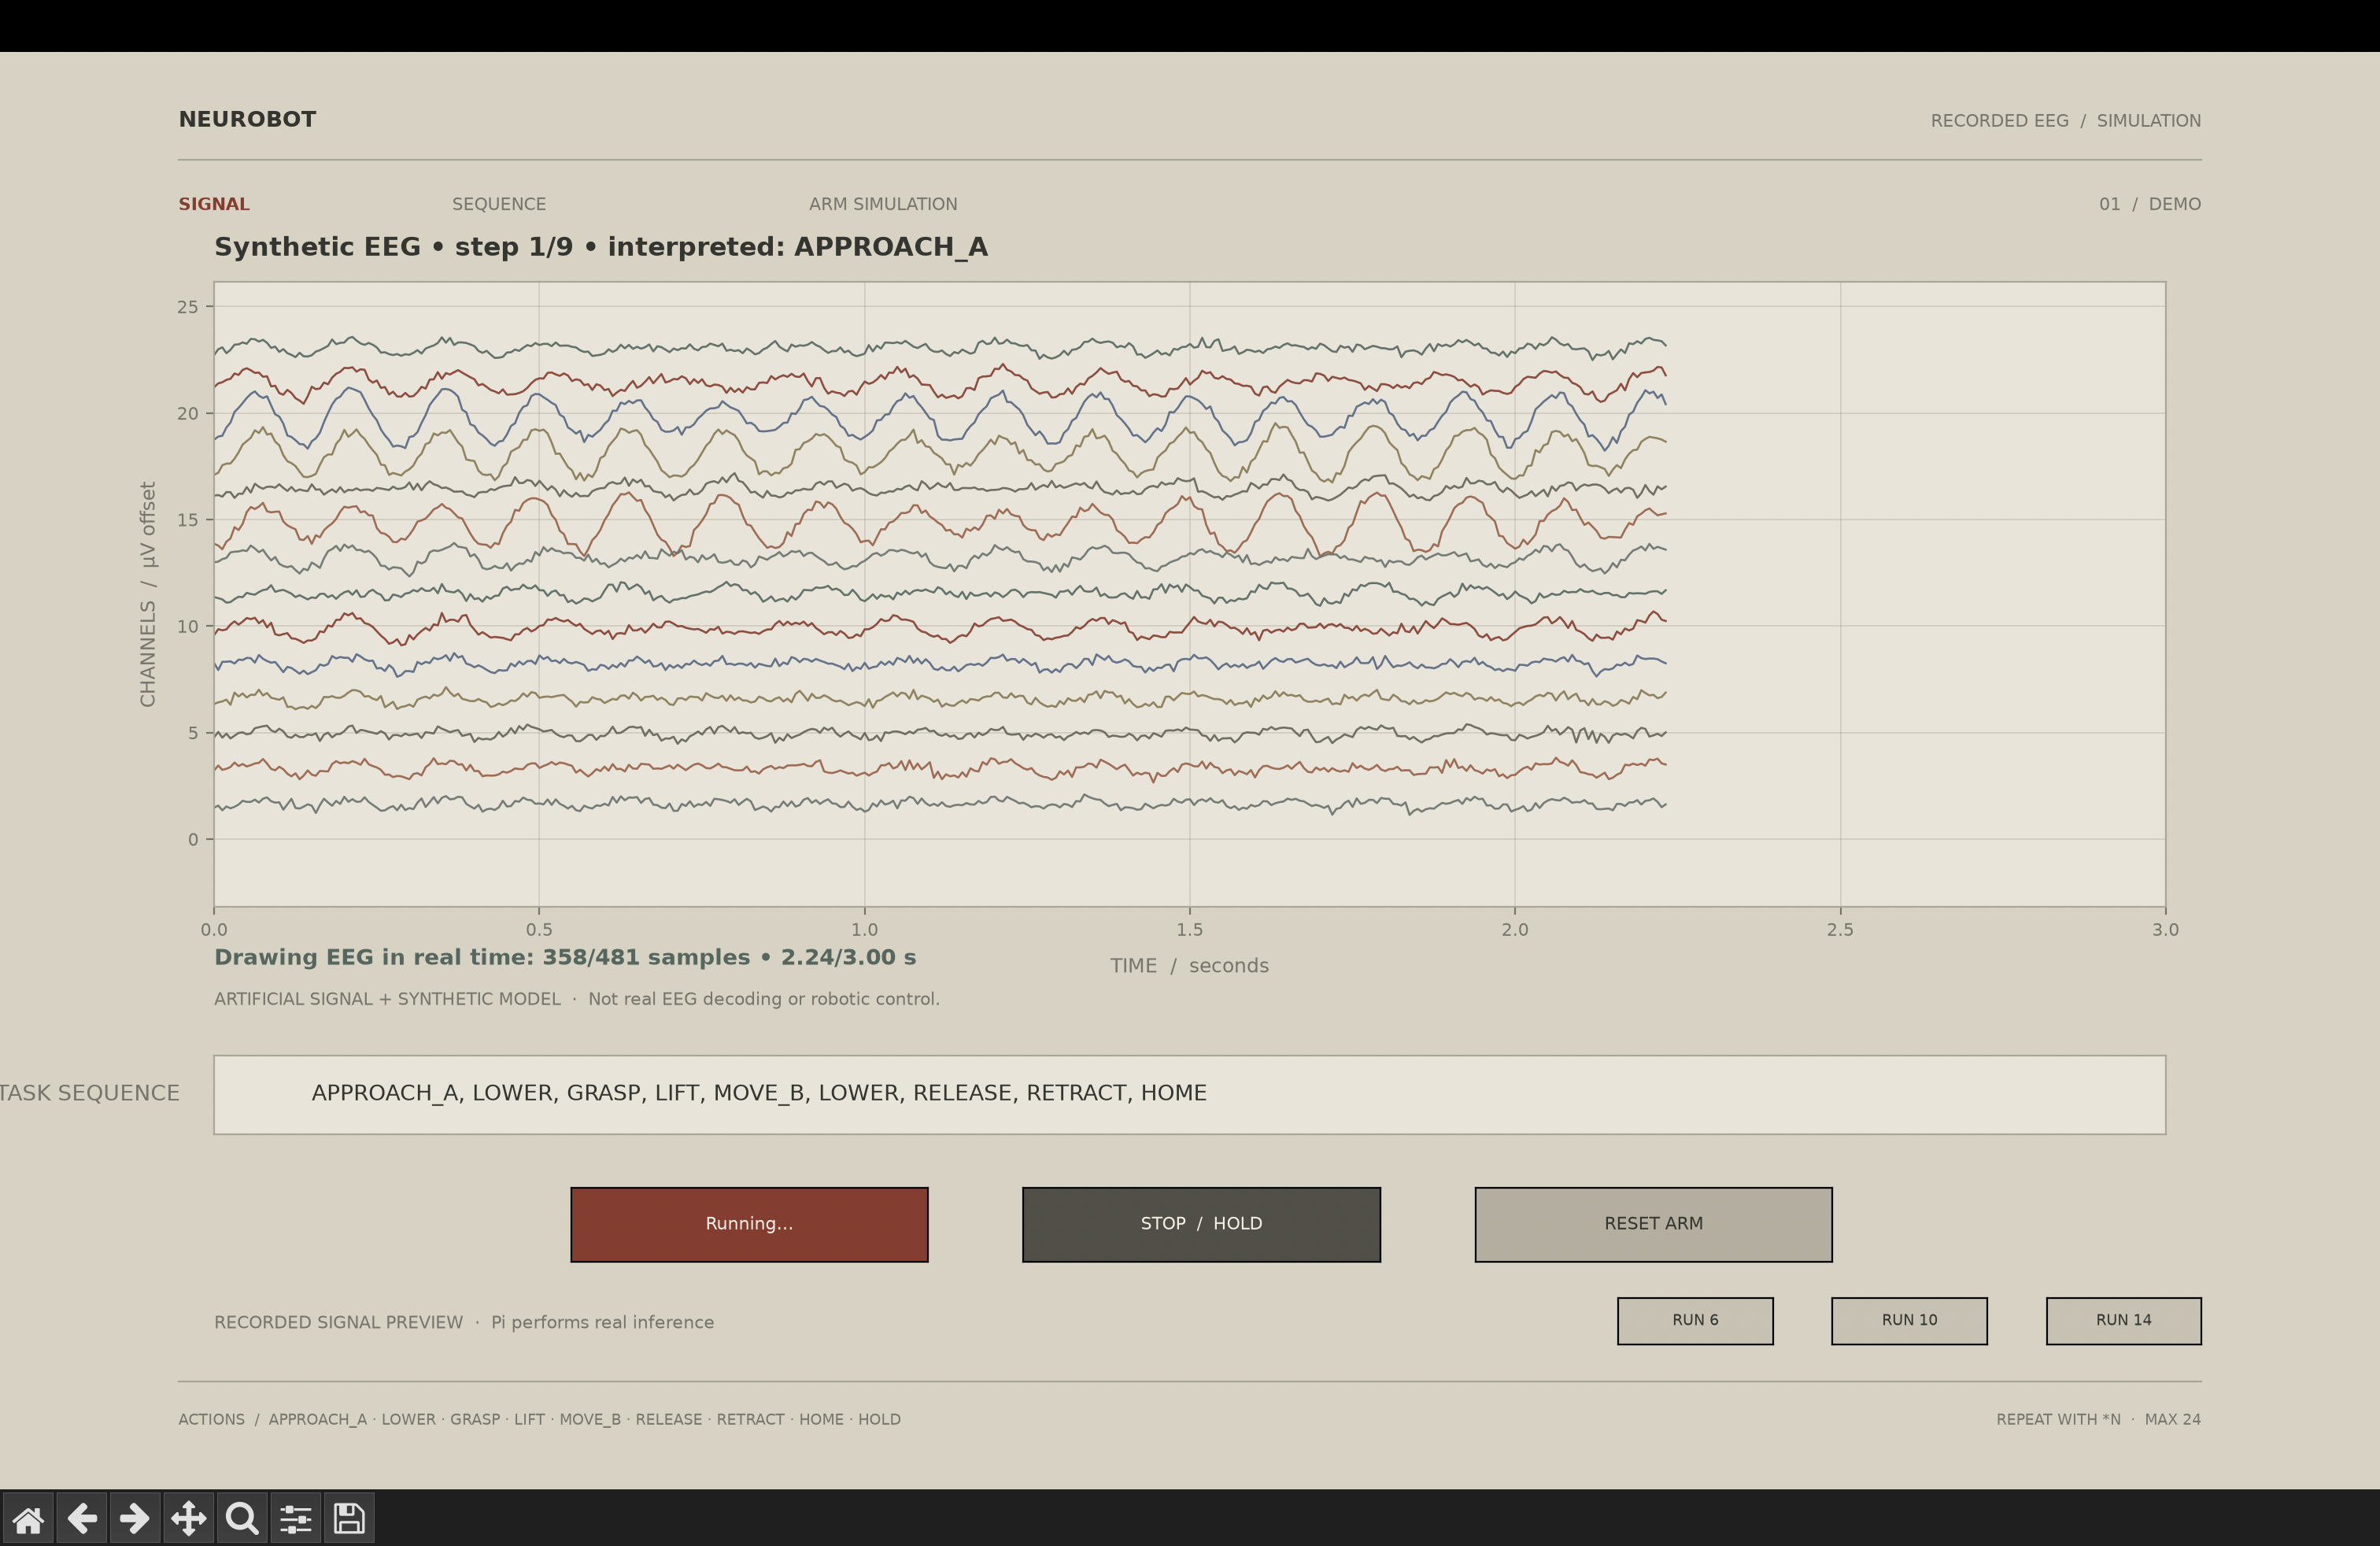 NEUROBOT
RECORDED EEG / SIMULATION
SIGNAL
SEQUENCE
ARM SIMULATION
01 / DEMO
Synthetic EEG • step 1/9 • interpreted: APPROACH_A
25
20
15
10
5
0
CHANNELS / µV offset
0.0
0.5
1.0
1.5
2.0
2.5
3.0
Drawing EEG in real time: 358/481 samples • 2.24/3.00 s
TIME / seconds
ARTIFICIAL SIGNAL + SYNTHETIC MODEL · Not real EEG decoding or robotic control.
TASK SEQUENCE
APPROACH_A, LOWER, GRASP, LIFT, MOVE_B, LOWER, RELEASE, RETRACT, HOME
Running…
STOP / HOLD
RESET ARM
RECORDED SIGNAL PREVIEW · Pi performs real inference
RUN 6
RUN 10
RUN 14
ACTIONS / APPROACH_A · LOWER · GRASP · LIFT · MOVE_B · RELEASE · RETRACT · HOME · HOLD
REPEAT WITH *N · MAX 24